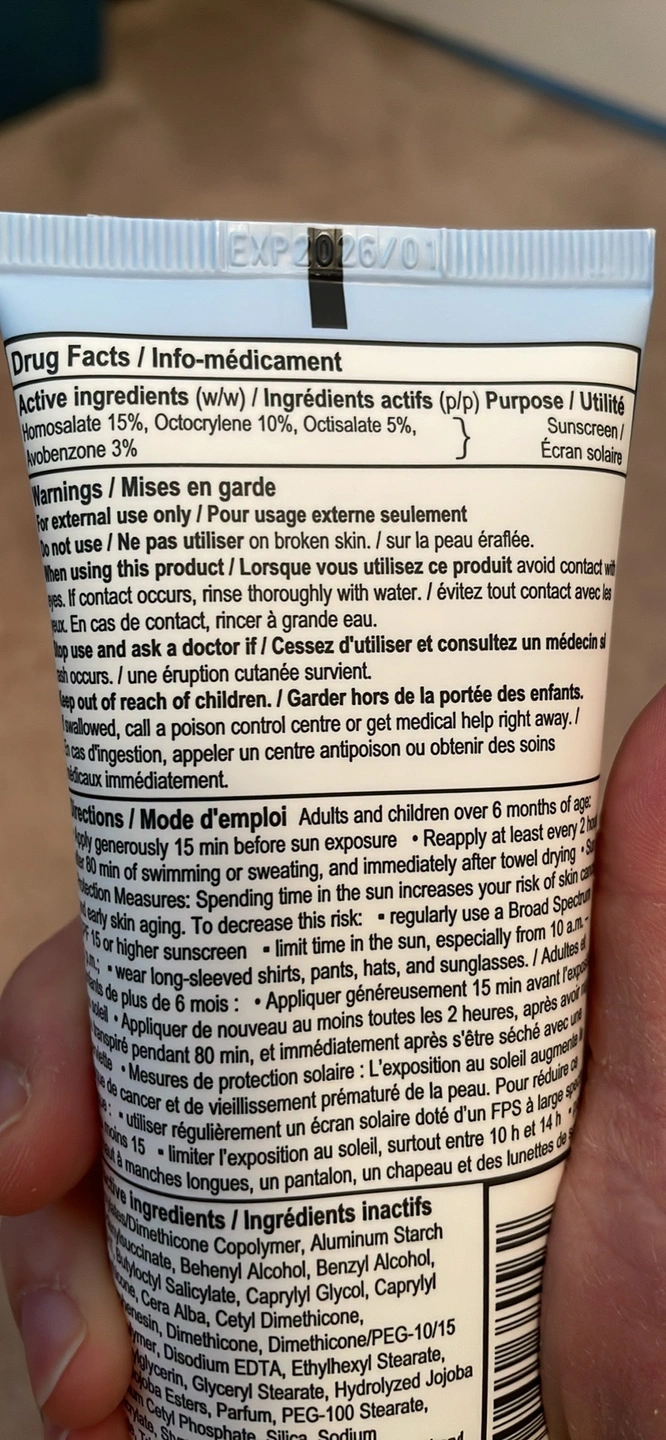 EXP2026/01
Drug Facts / Info-médicament
Active ingredients (w/w) / Ingrédients actifs (p/p) Purpose / Utilité
Homosalate 15%, Octocrylene 10%, Octisalate 5%, Sunscreen /
Avobenzone 3% } Écran solaire
Warnings / Mises en garde
For external use only / Pour usage externe seulement
Do not use / Ne pas utiliser on broken skin. / sur la peau éraflée.
When using this product / Lorsque vous utilisez ce produit avoid contact with
eyes. If contact occurs, rinse thoroughly with water. / évitez tout contact avec les
yeux. En cas de contact, rincer à grande eau.
Stop use and ask a doctor if / Cessez d'utiliser et consultez un médecin si
rash occurs. / une éruption cutanée survient.
Keep out of reach of children. / Garder hors de la portée des enfants.
If swallowed, call a poison control centre or get medical help right away. /
En cas d'ingestion, appeler un centre antipoison ou obtenir des soins
médicaux immédiatement.
Directions / Mode d'emploi Adults and children over 6 months of age:
Apply generously 15 min before sun exposure • Reapply at least every 2
80 min of swimming or sweating, and immediately after towel drying •
Measures: Spending time in the sun increases your risk of skin
early skin aging. To decrease this risk: ▪ regularly use a Broad Spectrum
15 or higher sunscreen ▪ limit time in the sun, especially from 10 a.m.-
▪ wear long-sleeved shirts, pants, hats, and sunglasses. / Adultes et
de plus de 6 mois : • Appliquer généreusement 15 min avant
soleil • Appliquer de nouveau au moins toutes les 2 heures, après avoir
transpiré pendant 80 min, et immédiatement après s'être séché avec une
• Mesures de protection solaire : L'exposition au soleil augmente
de cancer et de vieillissement prématuré de la peau. Pour réduire ce
: ▪ utiliser régulièrement un écran solaire doté d'un FPS à large
moins 15 ▪ limiter l'exposition au soleil, surtout entre 10 h et 14 h ▪
à manches longues, un pantalon, un chapeau et des lunettes de
ingredients / Ingrédients inactifs
Copolymer, Aluminum Starch
Behenyl Alcohol, Benzyl Alcohol,
Butyloctyl Salicylate, Caprylyl Glycol, Caprylyl
Cera Alba, Cetyl Dimethicone,
Dimethicone, Dimethicone/PEG-10/15
Disodium EDTA, Ethylhexyl Stearate,
Glyceryl Stearate, Hydrolyzed Jojoba
Esters, Parfum, PEG-100 Stearate,
Cetyl Phosphate, Silica, Sodium